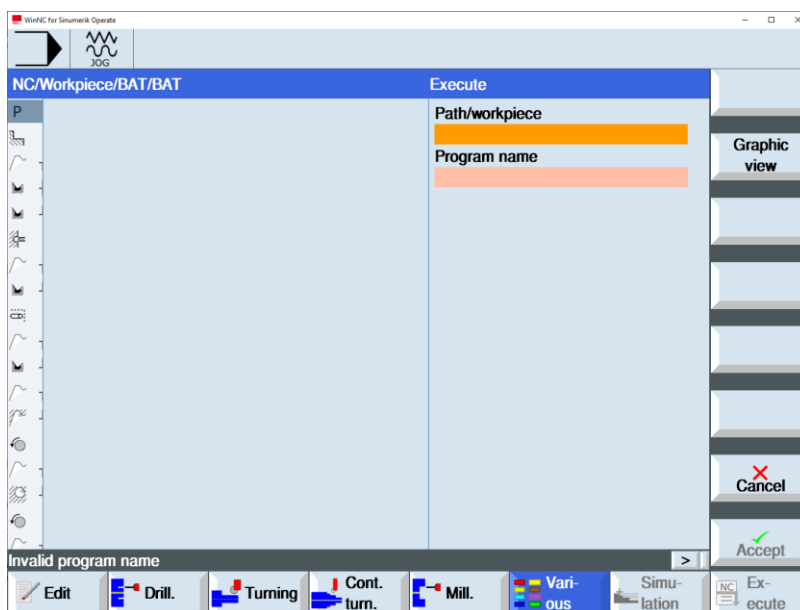 WinNC for Sinumerik Operate
JOG
NC/Workpiece/BAT/BAT
Execute
P
Path/workpiece
Program name
Graphic
view
Cancel
Accept
Invalid program name
>
Edit
Drill.
Turning
Cont.
turn.
Mill.
Vari-
ous
Simu-
lation
NC
Ex-
ecute